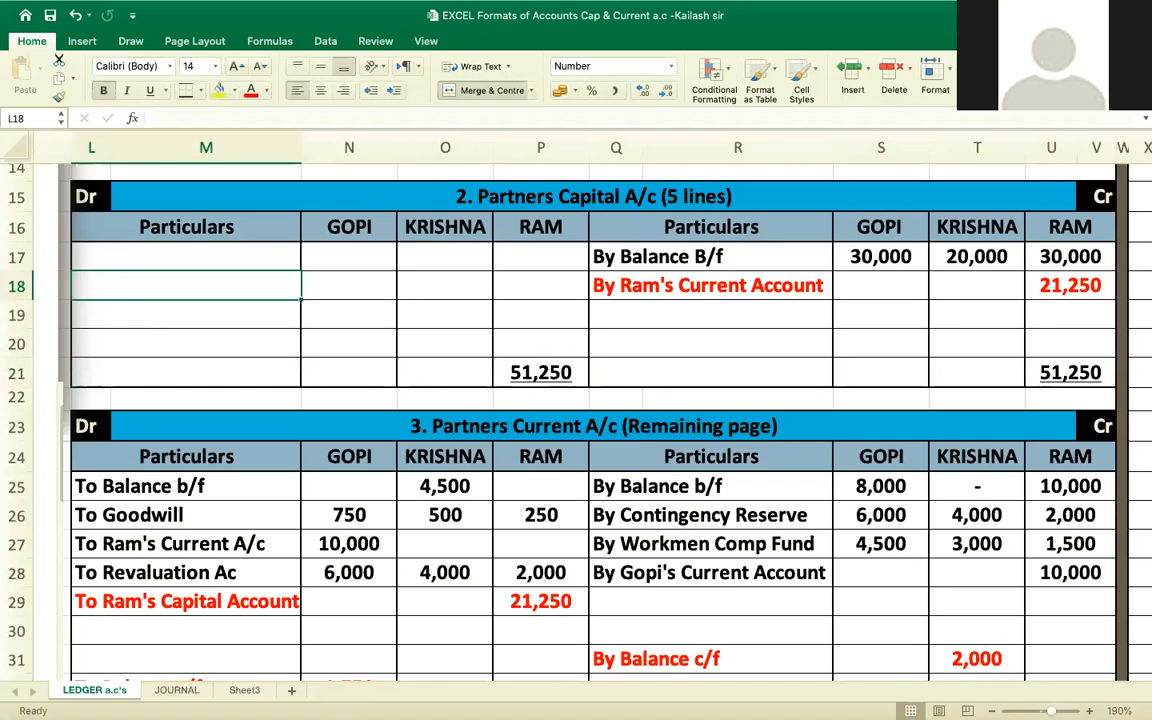 EXCEL Formats of Accounts Cap & Current a.c -Kailash sir
Home Insert Draw Page Layout Formulas Data Review View
Paste Calibri (Body) 14 A A Wrap Text Number Conditional Formatting Format as Table Cell Styles Insert Delete Format
B I U A Merge & Centre %
L18 fx
L M N O P Q R S T U V W X
14
15 Dr 2. Partners Capital A/c (5 lines) Cr
16 Particulars GOPI KRISHNA RAM Particulars GOPI KRISHNA RAM
17 By Balance B/f 30,000 20,000 30,000
18 By Ram's Current Account 21,250
19
20
21 51,250 51,250
22
23 Dr 3. Partners Current A/c (Remaining page) Cr
24 Particulars GOPI KRISHNA RAM Particulars GOPI KRISHNA RAM
25 To Balance b/f 4,500 By Balance b/f 8,000 - 10,000
26 To Goodwill 750 500 250 By Contingency Reserve 6,000 4,000 2,000
27 To Ram's Current A/c 10,000 By Workmen Comp Fund 4,500 3,000 1,500
28 To Revaluation Ac 6,000 4,000 2,000 By Gopi's Current Account 10,000
29 To Ram's Capital Account 21,250
30
31 By Balance c/f 2,000
LEDGER a.c's JOURNAL Sheet3 +
Ready 190%